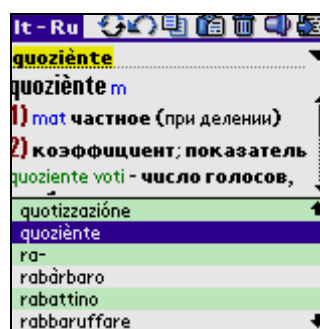 It - Ru
quoziènte
quoziènte m
1) mat частное (при делении)
2) коэффициент; показатель
quoziente voti - число голосов,
quotizzazióne
quoziènte
ra-
rabàrbaro
rabattino
rabbaruffare